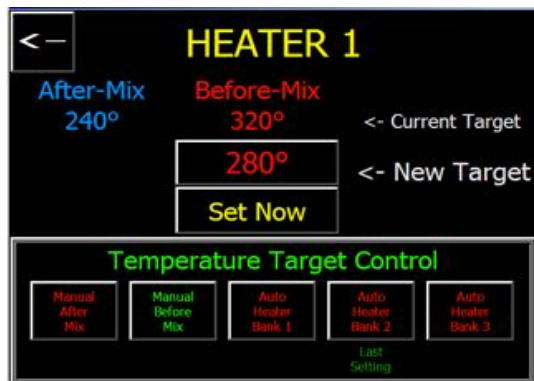 <-
HEATER 1
After-Mix Before-Mix
240° 320° <- Current Target
280° <- New Target
Set Now
Temperature Target Control
Manual After Mix
Manual Before Mix
Auto Heater Bank 1
Auto Heater Bank 2
Auto Heater Bank 3
Last Setting